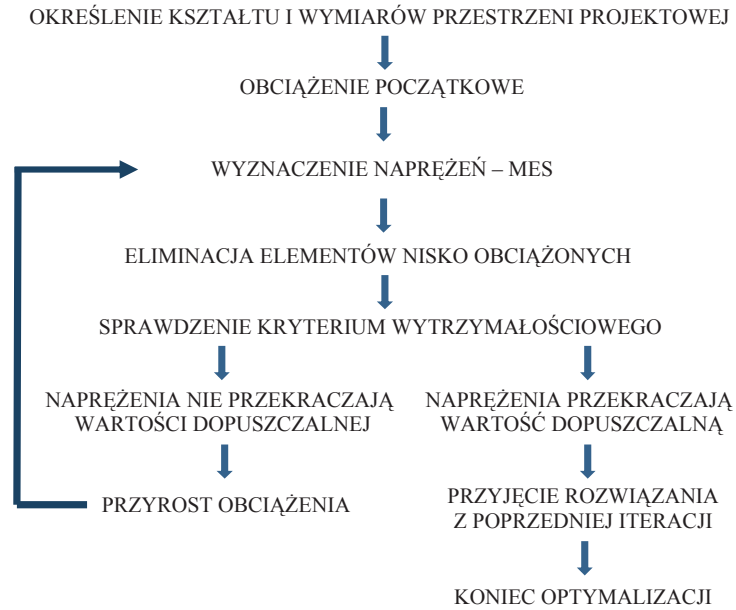 OKREŚLENIE KSZTAŁTU I WYMIARÓW PRZESTRZENI PROJEKTOWEJ
OBCIĄŻENIE POCZĄTKOWE
WYZNACZENIE NAPRĘŻEŃ – MES
ELIMINACJA ELEMENTÓW NISKO OBCIĄŻONYCH
SPRAWDZENIE KRYTERIUM WYTRZYMAŁOŚCIOWEGO
NAPRĘŻENIA NIE PRZEKRACZAJĄ
WARTOŚCI DOPUSZCZALNEJ
NAPRĘŻENIA PRZEKRACZAJĄ
WARTOŚĆ DOPUSZCZALNĄ
PRZYROST OBCIĄŻENIA
PRZYJĘCIE ROZWIĄZANIA
Z POPRZEDNIEJ ITERACJI
KONIEC OPTYMALIZACJI